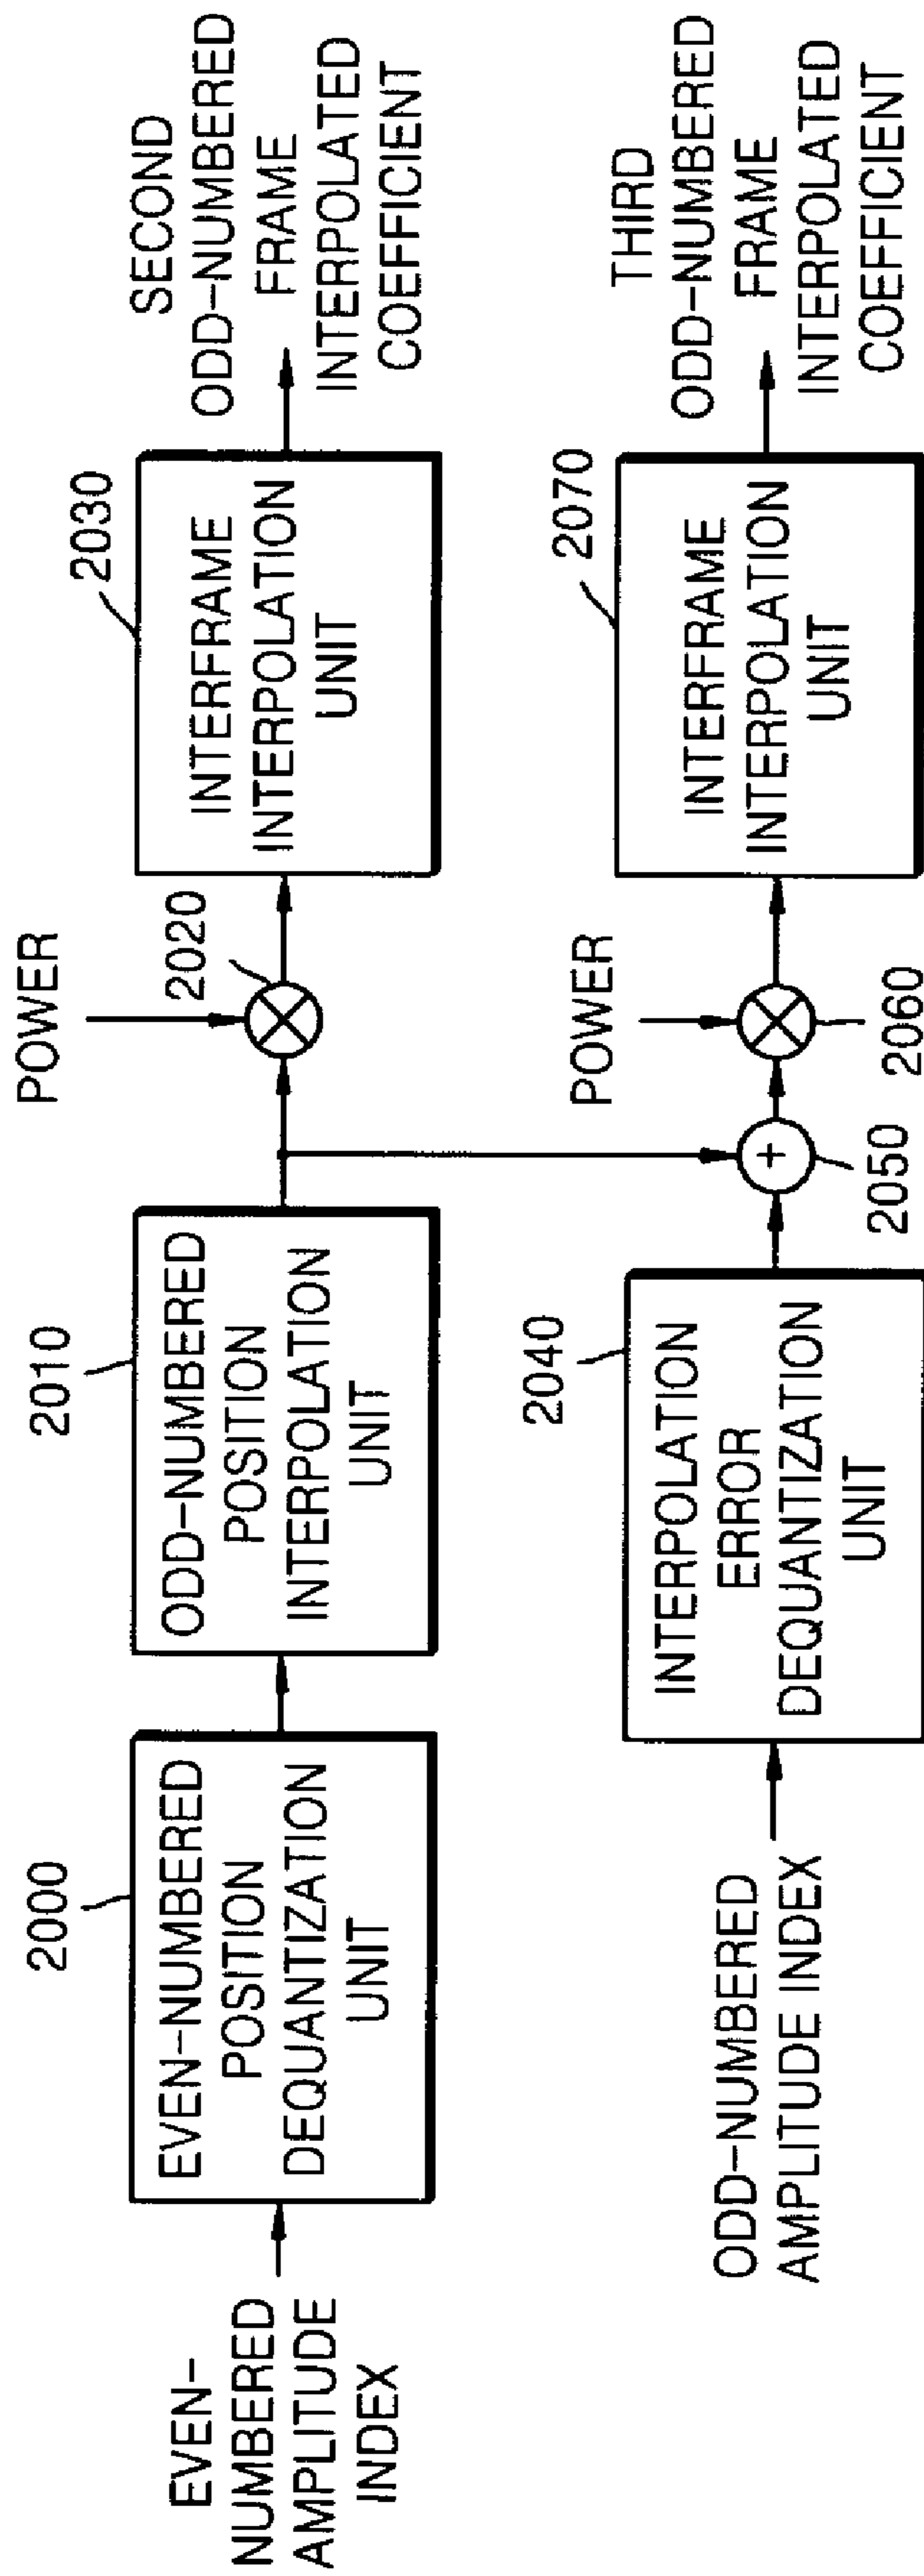 EVEN-
NUMBERED
AMPLITUDE
INDEX
2000
EVEN-NUMBERED
POSITION
DEQUANTIZATION
UNIT
2010
ODD-NUMBERED
POSITION
INTERPOLATION
UNIT
POWER
2020
2030
INTERFRAME
INTERPOLATION
UNIT
SECOND
ODD-NUMBERED
FRAME
INTERPOLATED
COEFFICIENT
ODD-NUMBERED
AMPLITUDE INDEX
2040
INTERPOLATION
ERROR
DEQUANTIZATION
UNIT
+
2050
POWER
2060
2070
INTERFRAME
INTERPOLATION
UNIT
THIRD
ODD-NUMBERED
FRAME
INTERPOLATED
COEFFICIENT